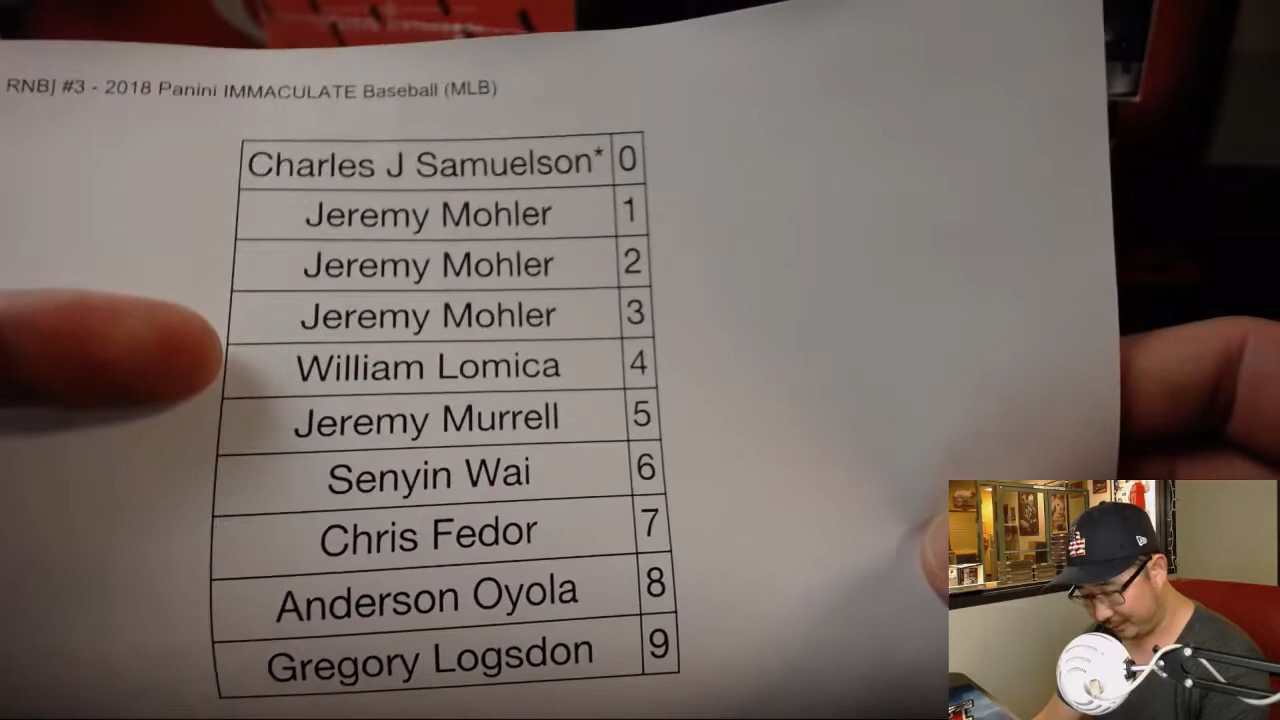 RNBJ #3 - 2018 Panini IMMACULATE Baseball (MLB)
Charles J Samuelson* 0
Jeremy Mohler 1
Jeremy Mohler 2
Jeremy Mohler 3
William Lomica 4
Jeremy Murrell 5
Senyin Wai 6
Chris Fedor 7
Anderson Oyola 8
Gregory Logsdon 9